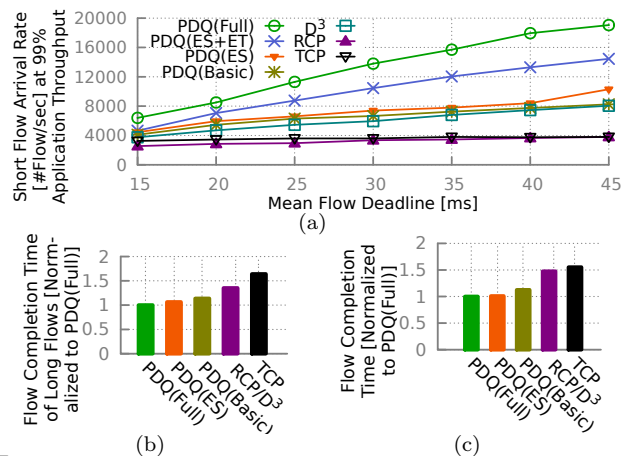 Short Flow Arrival Rate
[#Flow/sec] at 99%
Application Throughput
20000
16000
12000
8000
4000
0
PDQ(Full)
PDQ(ES+ET)
PDQ(ES)
PDQ(Basic)
D³
RCP
TCP
15 20 25 30 35 40 45
Mean Flow Deadline [ms]
(a)
Flow Completion Time
of Long Flows [Norm-
alized to PDQ(Full)]
2
1.5
1
0.5
0
PDQ(Full)
PDQ(ES)
PDQ(Basic)
RCP/D³
TCP
(b)
Flow Completion
Time [Normalized
to PDQ(Full)]
2
1.5
1
0.5
0
PDQ(Full)
PDQ(ES)
PDQ(Basic)
RCP/D³
TCP
(c)